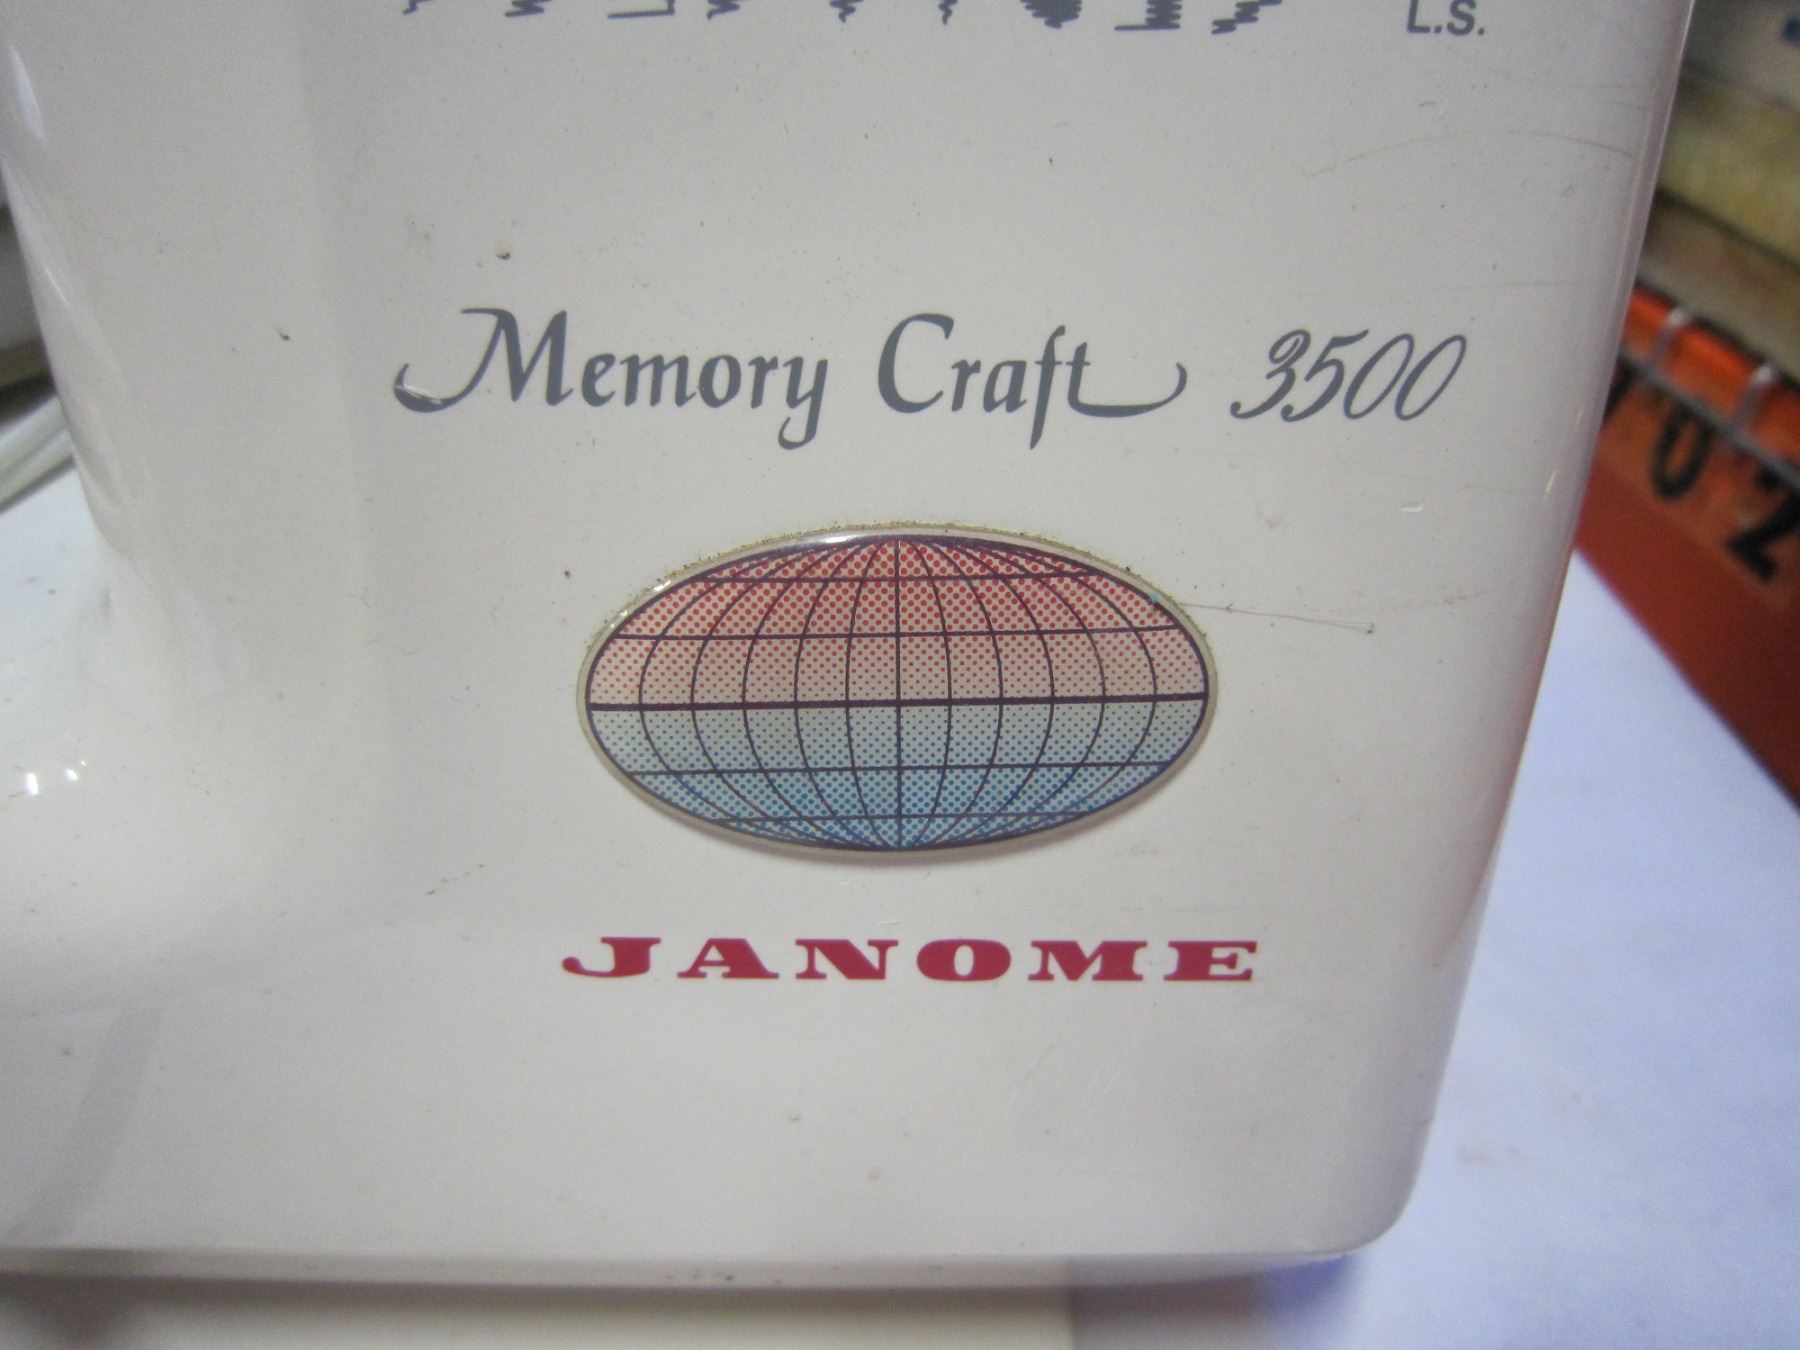 L.S.
Memory Craft 3500
JANOME